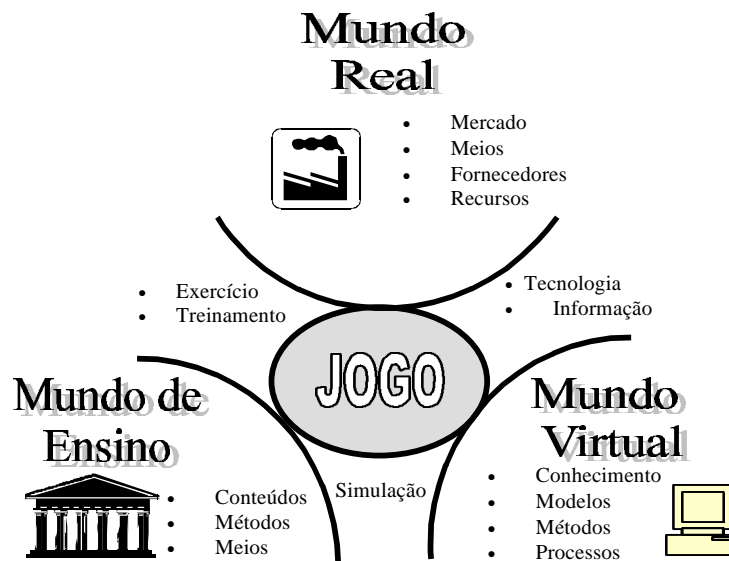 Mundo
Real
• Mercado
• Meios
• Fornecedores
• Recursos
• Exercício
• Treinamento
• Tecnologia
• Informação
JOGO
Mundo de
Ensino
• Conteúdos
• Métodos
• Meios
Simulação
Mundo
Virtual
• Conhecimento
• Modelos
• Métodos
• Processos